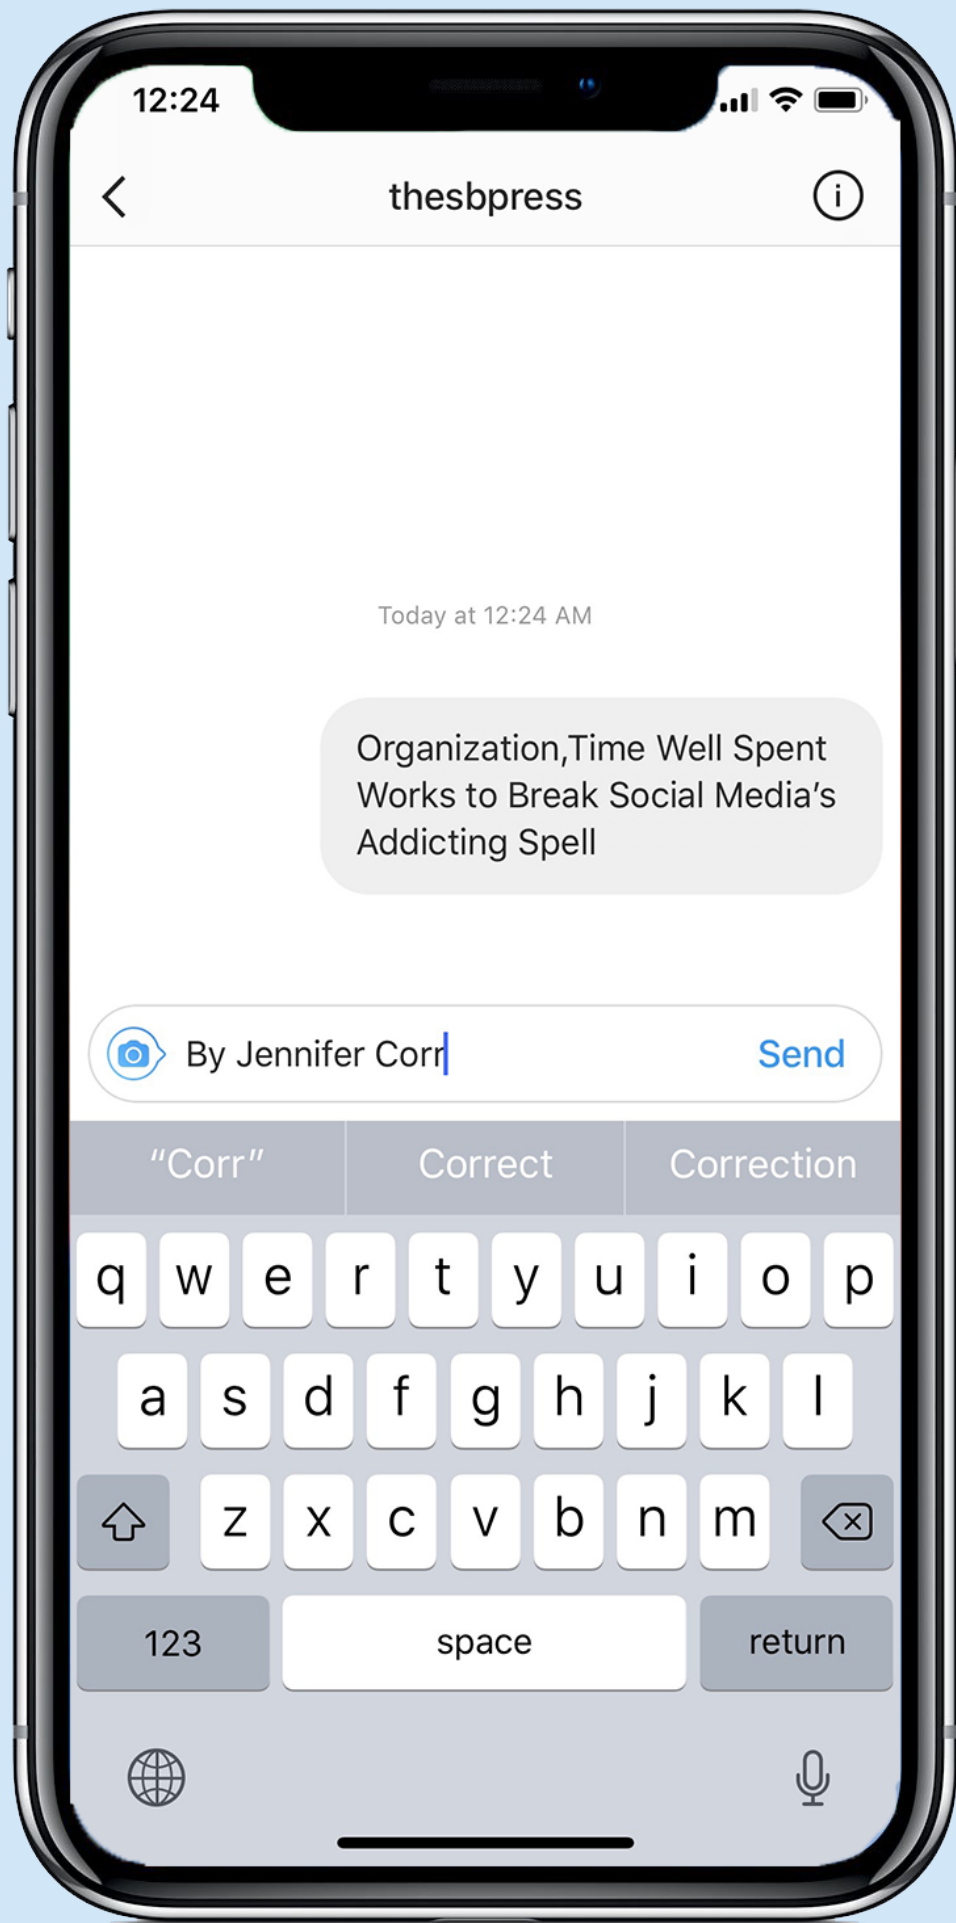 12:24
thesbpress
i
Today at 12:24 AM
Organization,Time Well Spent
Works to Break Social Media’s
Addicting Spell
By Jennifer Corr
Send
“Corr” Correct Correction
q w e r t y u i o p
a s d f g h j k l
z x c v b n m
123 space return